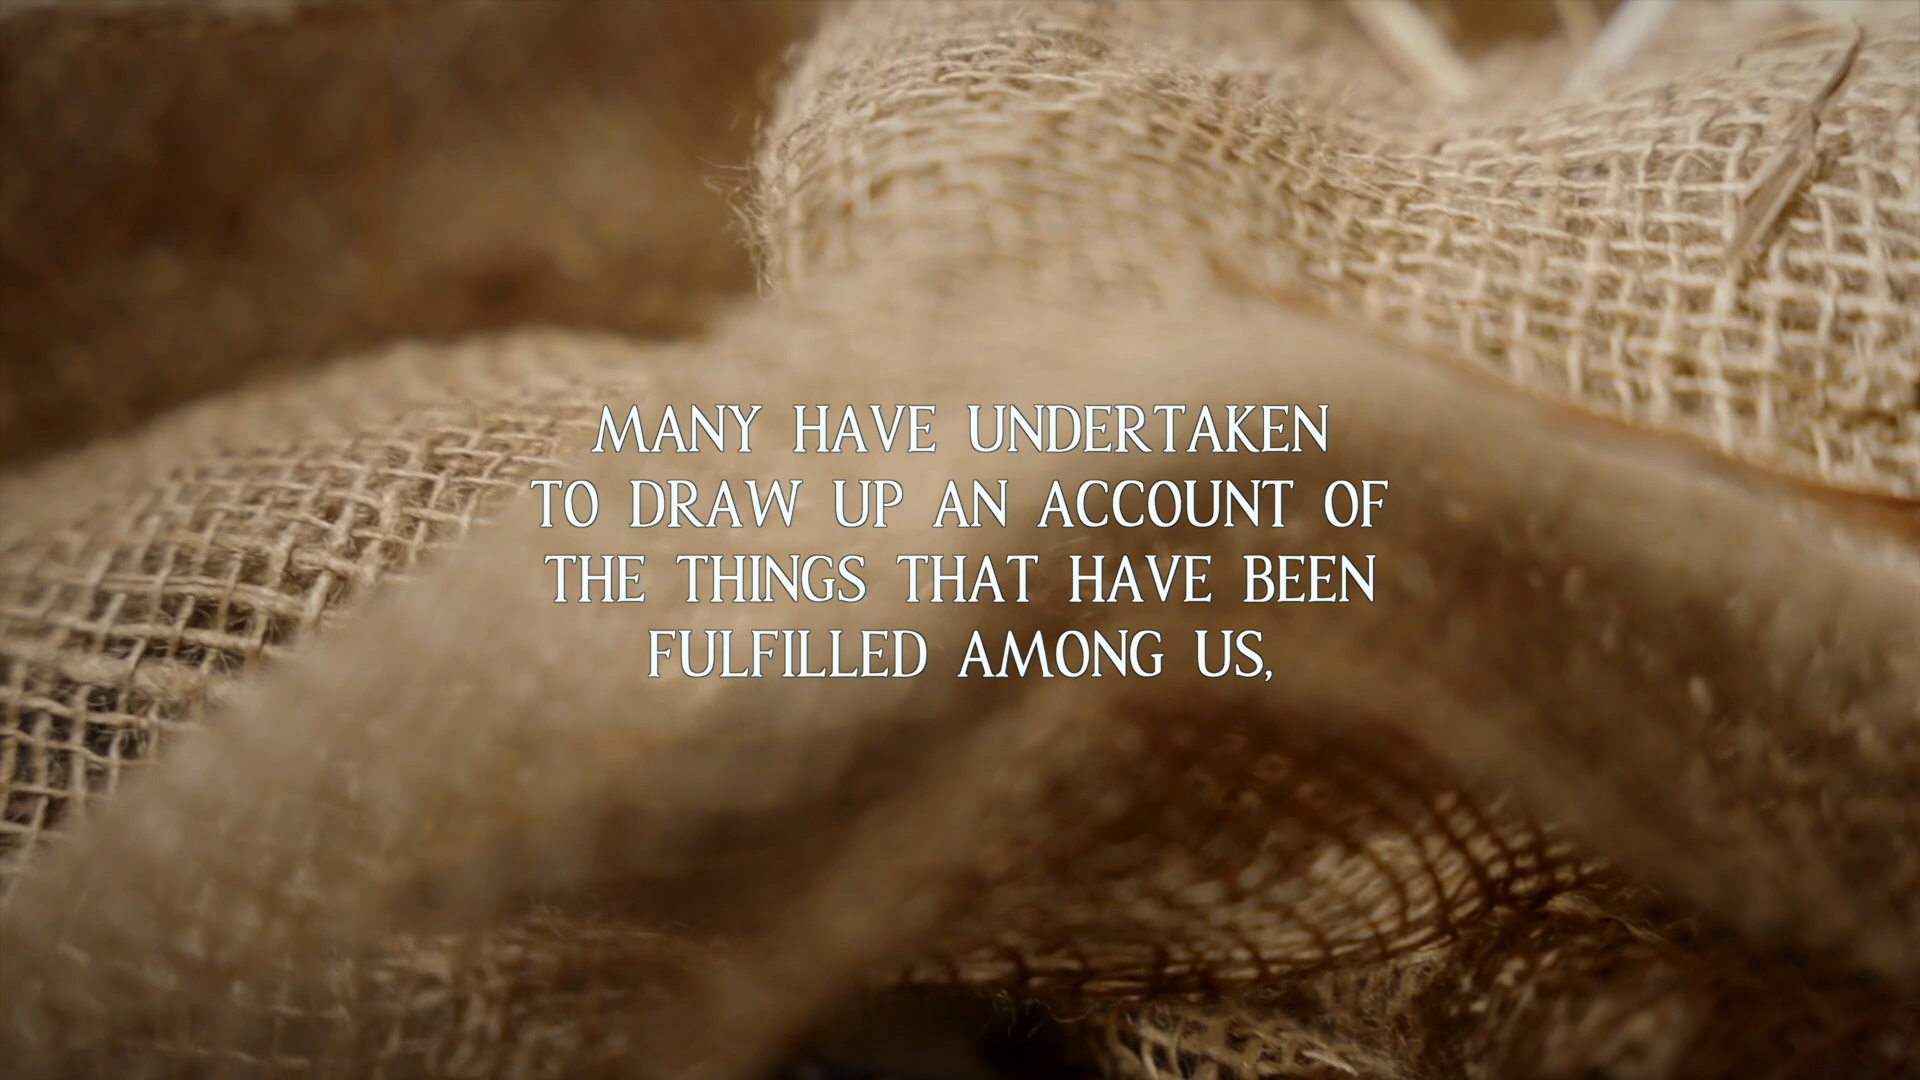 MANY HAVE UNDERTAKEN
TO DRAW UP AN ACCOUNT OF
THE THINGS THAT HAVE BEEN
FULFILLED AMONG US,